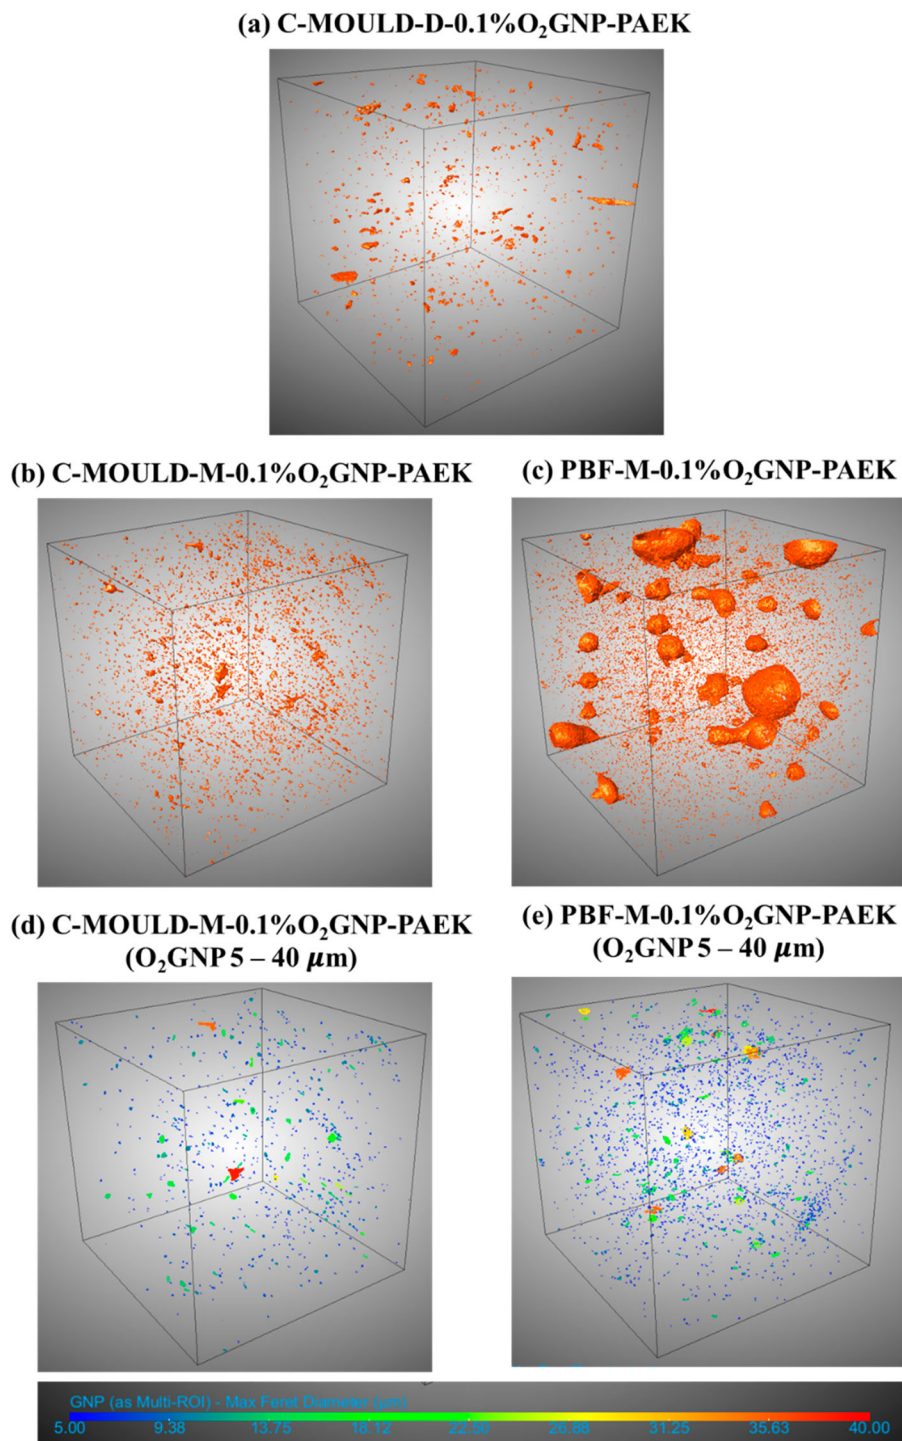 (a) C-MOULD-D-0.1%O₂GNP-PAEK
(b) C-MOULD-M-0.1%O₂GNP-PAEK
(c) PBF-M-0.1%O₂GNP-PAEK
(d) C-MOULD-M-0.1%O₂GNP-PAEK
(O₂GNP 5 – 40 μm)
(e) PBF-M-0.1%O₂GNP-PAEK
(O₂GNP 5 – 40 μm)
GNP (as Multi-ROI) - Max Feret Diameter (μm)
5.00 9.38 13.75 18.12 22.50 26.88 31.25 35.63 40.00